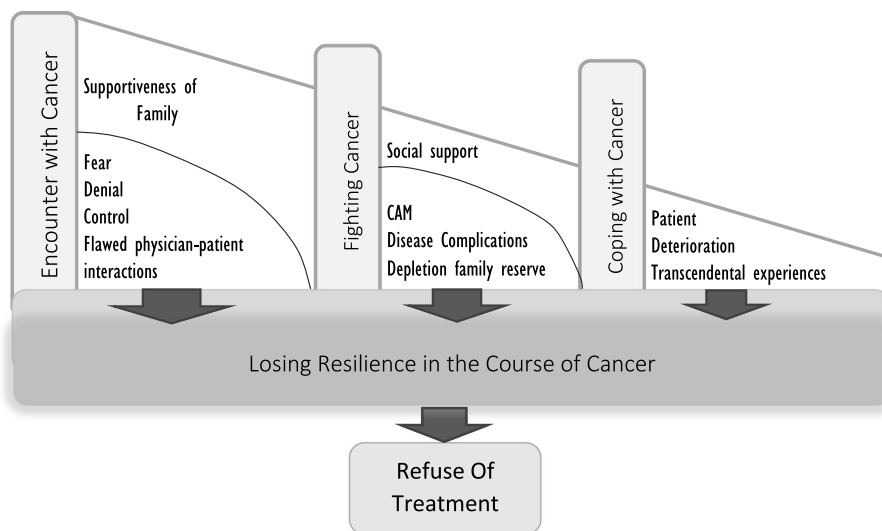 Encounter with Cancer
Supportiveness of
Family
Fear
Denial
Control
Flawed physician-patient
interactions
Fighting Cancer
Social support
CAM
Disease Complications
Depletion family reserve
Coping with Cancer
Patient
Deterioration
Transcendental experiences
Losing Resilience in the Course of Cancer
Refuse Of
Treatment